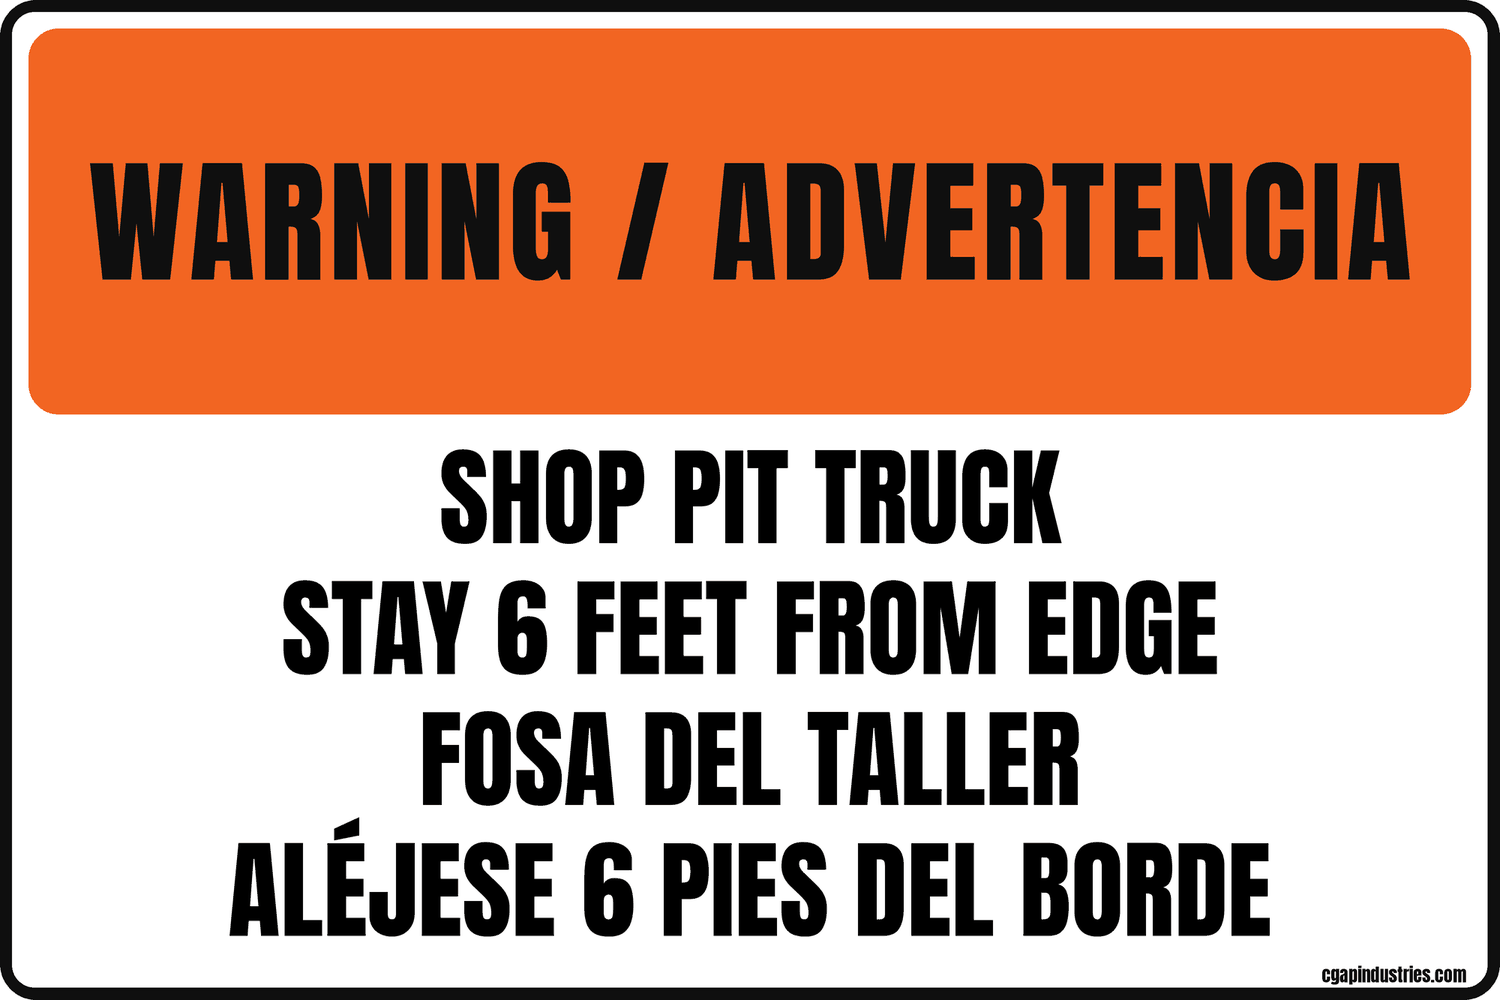 WARNING / ADVERTENCIA
SHOP PIT TRUCK
STAY 6 FEET FROM EDGE
FOSA DEL TALLER
ALÉJESE 6 PIES DEL BORDE
cgapindustries.com